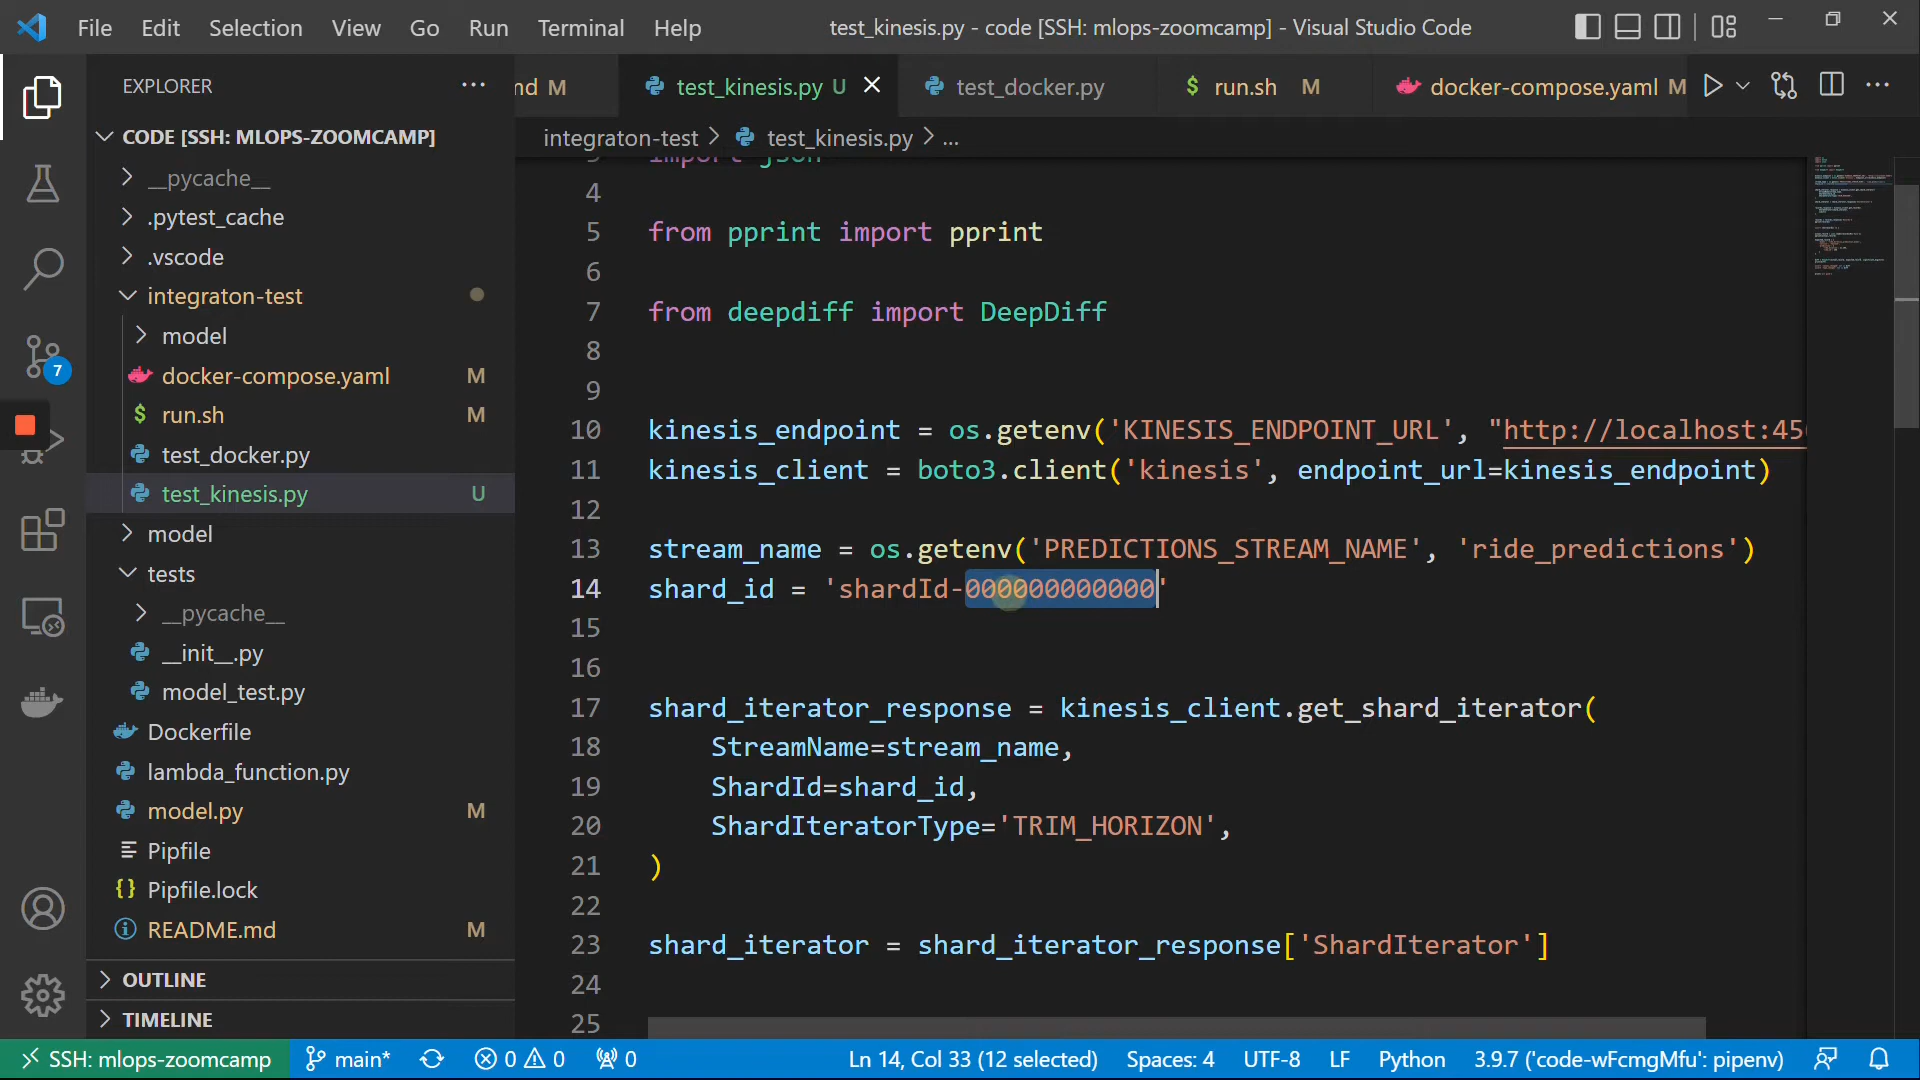 File Edit Selection View Go Run Terminal Help
test_kinesis.py - code [SSH: mlops-zoomcamp] - Visual Studio Code
EXPLORER
CODE [SSH: MLOPS-ZOOMCAMP]
__pycache__
.pytest_cache
.vscode
integraton-test
model
docker-compose.yaml M
run.sh M
test_docker.py
test_kinesis.py U
model
tests
__pycache__
__init__.py
model_test.py
Dockerfile
lambda_function.py
model.py M
Pipfile
Pipfile.lock
README.md M
OUTLINE
TIMELINE
7
M test_kinesis.py U test_docker.py $ run.sh M docker-compose.yaml M
integraton-test > test_kinesis.py > ...
import json
4
5 from pprint import pprint
6
7 from deepdiff import DeepDiff
8
9
10 kinesis_endpoint = os.getenv('KINESIS_ENDPOINT_URL', "http://localhost:45
11 kinesis_client = boto3.client('kinesis', endpoint_url=kinesis_endpoint)
12
13 stream_name = os.getenv('PREDICTIONS_STREAM_NAME', 'ride_predictions')
14 shard_id = 'shardId-000000000000'
15
16
17 shard_iterator_response = kinesis_client.get_shard_iterator(
18 StreamName=stream_name,
19 ShardId=shard_id,
20 ShardIteratorType='TRIM_HORIZON',
21 )
22
23 shard_iterator = shard_iterator_response['ShardIterator']
24
25
SSH: mlops-zoomcamp main* 0 0 0 Ln 14, Col 33 (12 selected) Spaces: 4 UTF-8 LF Python 3.9.7 ('code-wFcmgMfu': pipenv)